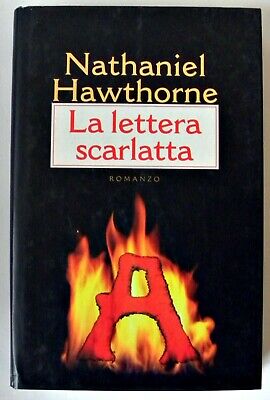 Nathaniel
Hawthorne
La lettera
scarlatta
ROMANZO
A